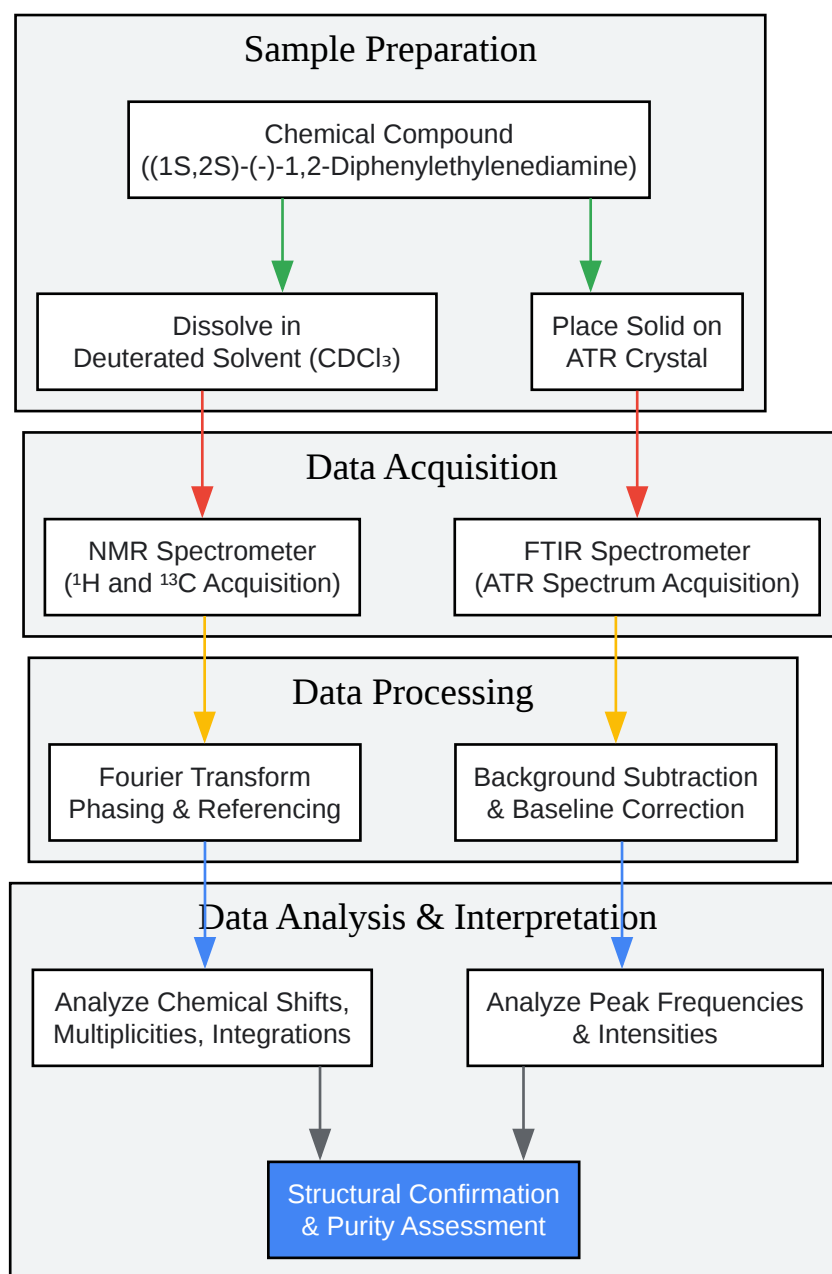 Sample Preparation
Chemical Compound
((1S,2S)-(-)-1,2-Diphenylethylenediamine)
Dissolve in
Deuterated Solvent (CDCl₃)
Place Solid on
ATR Crystal
Data Acquisition
NMR Spectrometer
(¹H and ¹³C Acquisition)
FTIR Spectrometer
(ATR Spectrum Acquisition)
Data Processing
Fourier Transform
Phasing & Referencing
Background Subtraction
& Baseline Correction
Data Analysis & Interpretation
Analyze Chemical Shifts,
Multiplicities, Integrations
Analyze Peak Frequencies
& Intensities
Structural Confirmation
& Purity Assessment